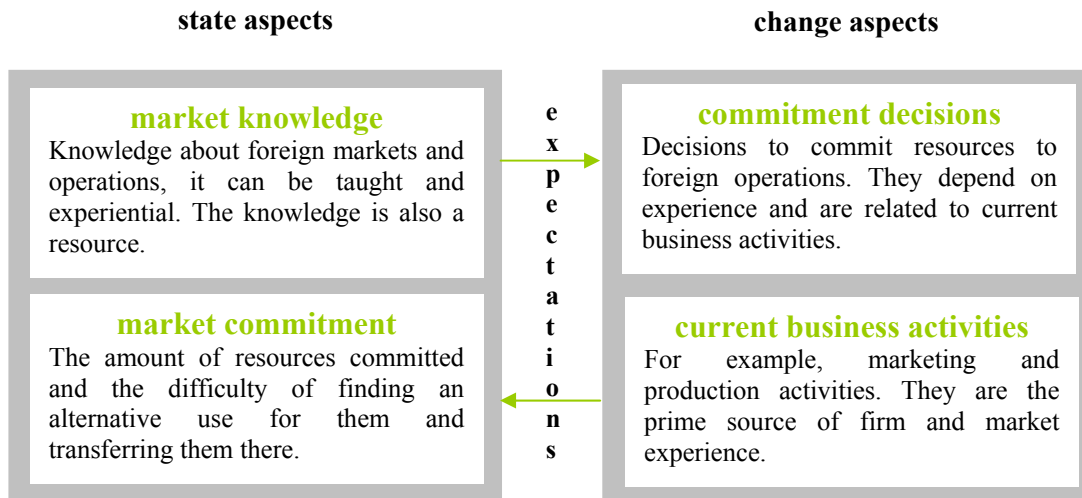 state aspects
change aspects
market knowledge
Knowledge about foreign markets and
operations, it can be taught and
experiential. The knowledge is also a
resource.
market commitment
The amount of resources committed
and the difficulty of finding an
alternative use for them and
transferring them there.
expectations
commitment decisions
Decisions to commit resources to
foreign operations. They depend on
experience and are related to current
business activities.
current business activities
For example, marketing and
production activities. They are the
prime source of firm and market
experience.